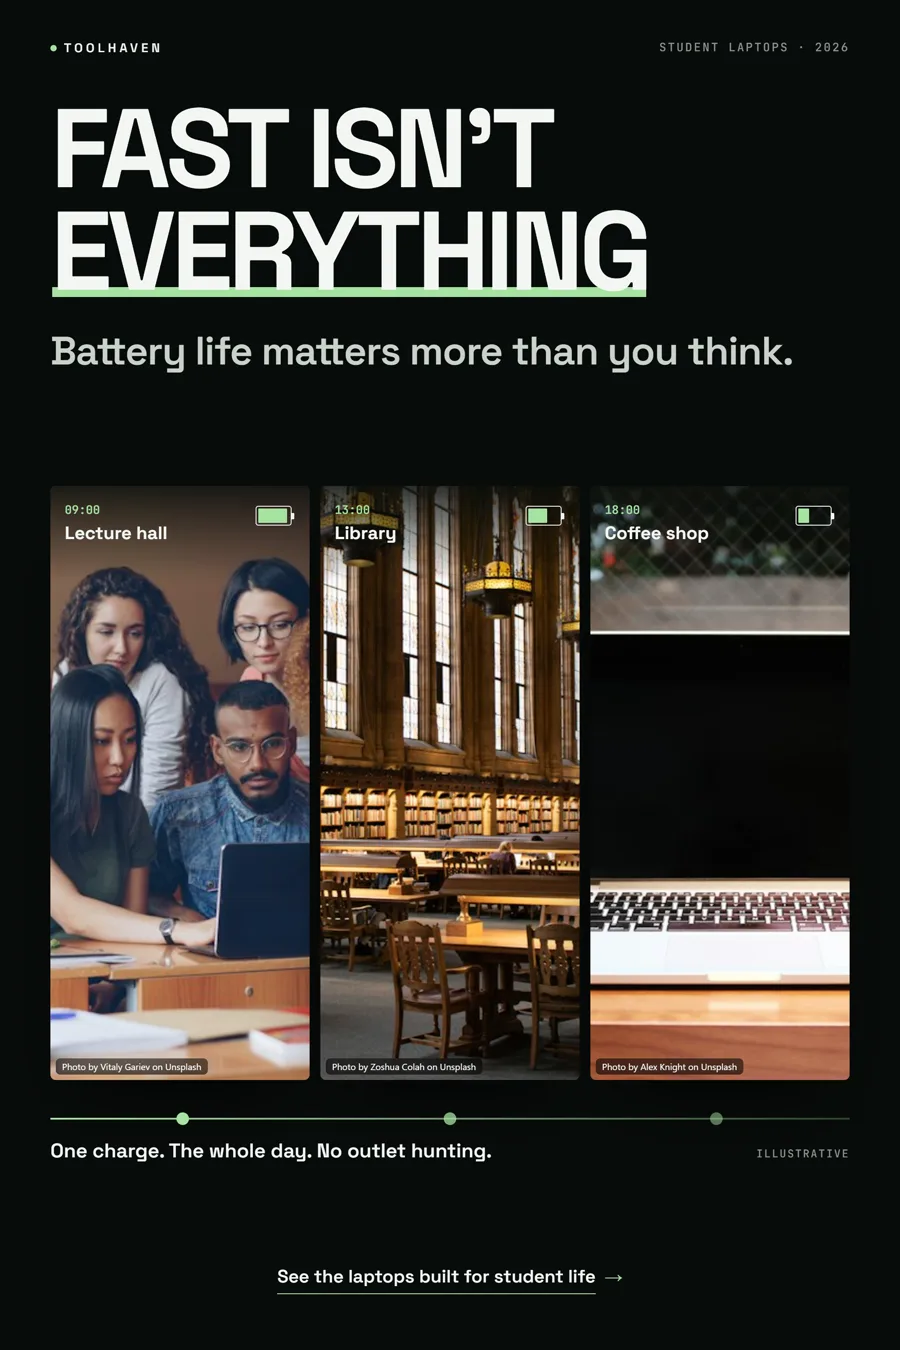 TOOLHAVEN
STUDENT LAPTOPS · 2026
FAST ISN’T
EVERYTHING
Battery life matters more than you think.
09:00
Lecture hall
13:00
Library
18:00
Coffee shop
Photo by Vitaly Gariev on Unsplash
Photo by Zoshua Colah on Unsplash
Photo by Alex Knight on Unsplash
One charge. The whole day. No outlet hunting.
ILLUSTRATIVE
See the laptops built for student life →